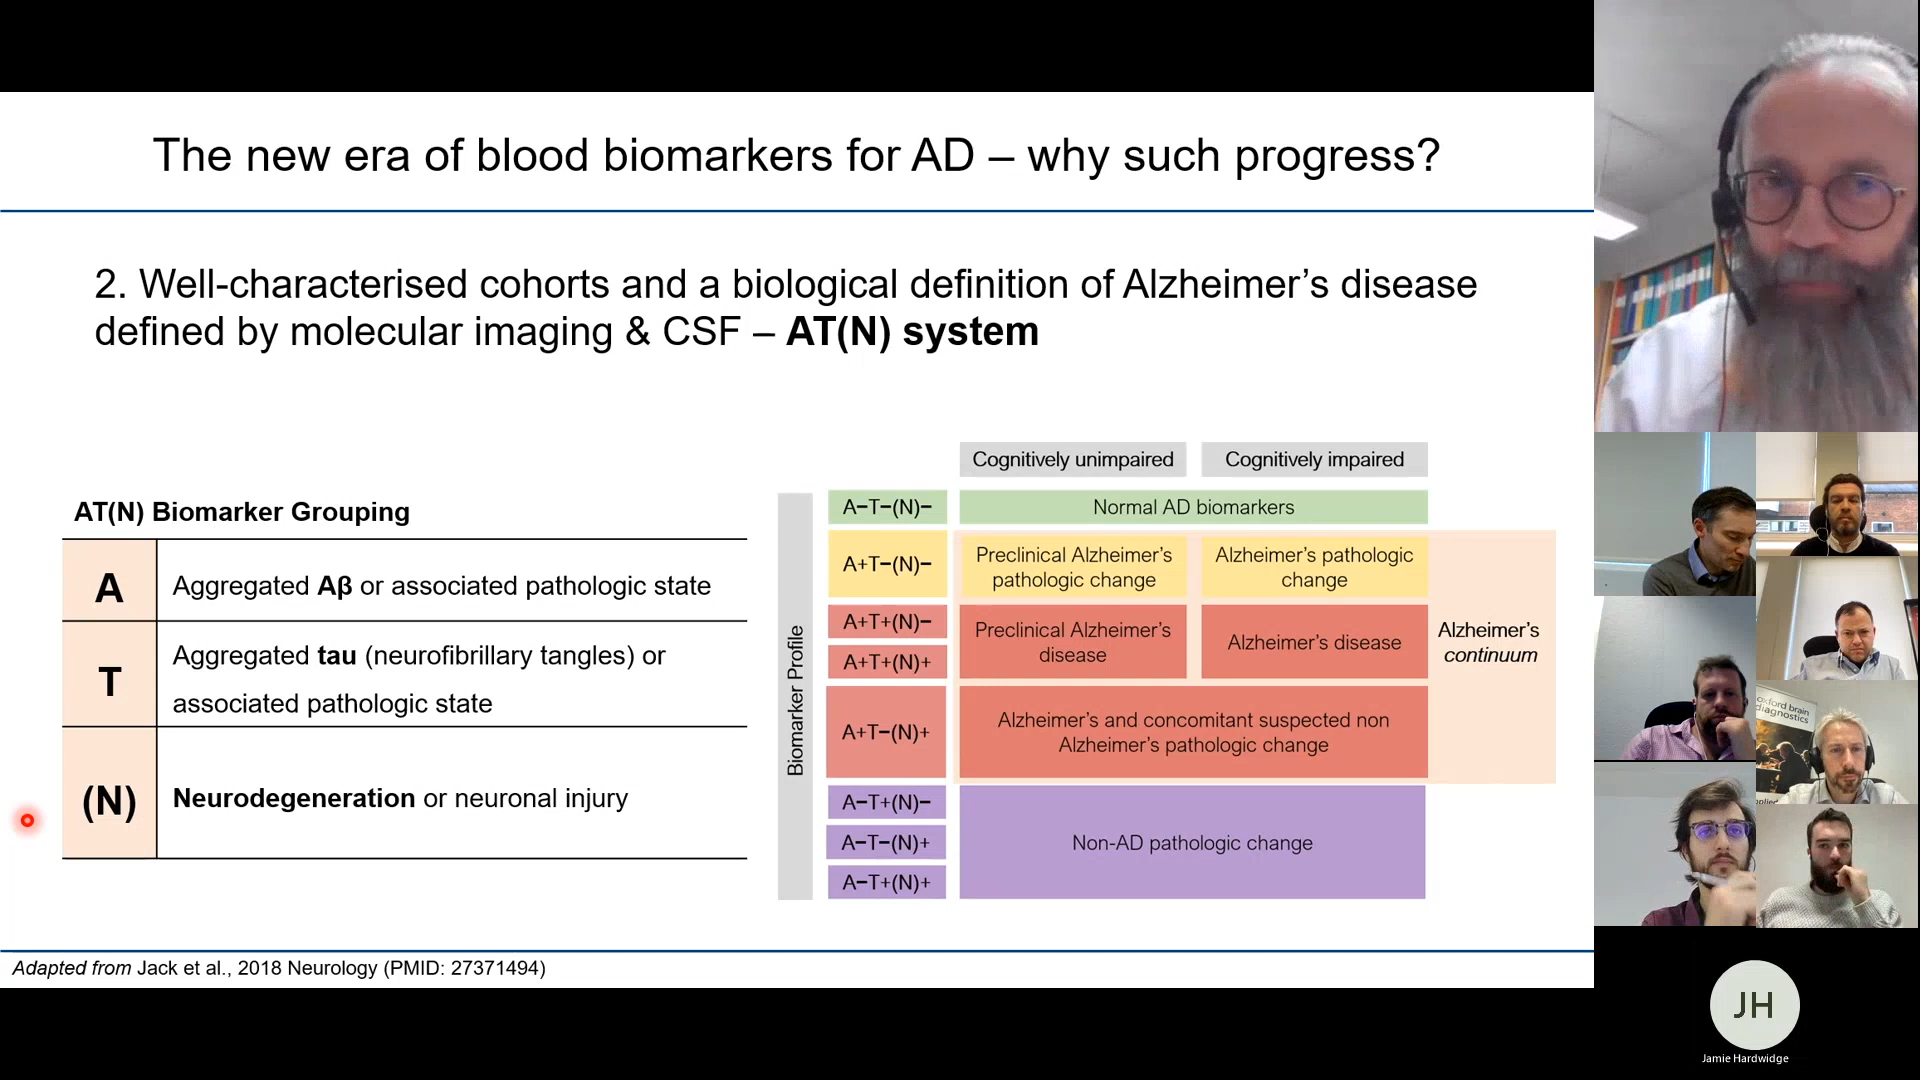 The new era of blood biomarkers for AD – why such progress?
2. Well-characterised cohorts and a biological definition of Alzheimer’s disease
defined by molecular imaging & CSF – AT(N) system
AT(N) Biomarker Grouping
A
Aggregated Aβ or associated pathologic state
T
Aggregated tau (neurofibrillary tangles) or
associated pathologic state
(N)
Neurodegeneration or neuronal injury
Biomarker Profile
Cognitively unimpaired
Cognitively impaired
A−T−(N)−
Normal AD biomarkers
A+T−(N)−
Preclinical Alzheimer’s
pathologic change
Alzheimer’s pathologic
change
A+T+(N)−
A+T+(N)+
Preclinical Alzheimer’s
disease
Alzheimer’s disease
Alzheimer’s
continuum
A+T−(N)+
Alzheimer’s and concomitant suspected non
Alzheimer’s pathologic change
A−T+(N)−
A−T−(N)+
A−T+(N)+
Non-AD pathologic change
Adapted from Jack et al., 2018 Neurology (PMID: 27371494)
oxford brain
diagnostics
JH
Jamie Hardwidge